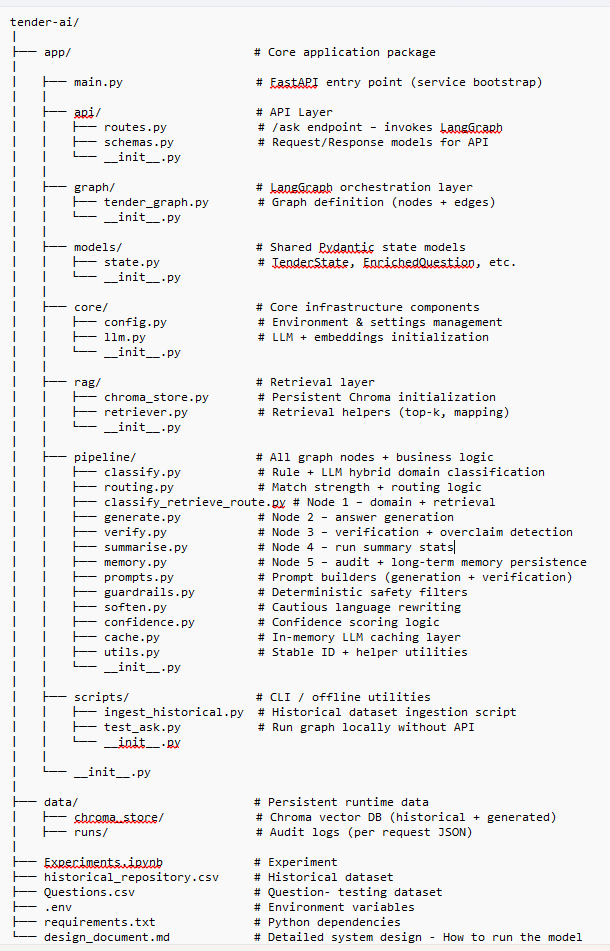 tender-ai/
│
├── app/                          # Core application package
│
│   ├── main.py                   # FastAPI entry point (service bootstrap)
│   │
│   ├── api/                      # API Layer
│   │   ├── routes.py             # /ask endpoint – invokes LangGraph
│   │   ├── schemas.py            # Request/Response models for API
│   │   └── __init__.py
│   │
│   ├── graph/                    # LangGraph orchestration layer
│   │   ├── tender_graph.py       # Graph definition (nodes + edges)
│   │   └── __init__.py
│   │
│   ├── models/                   # Shared Pydantic state models
│   │   ├── state.py              # TenderState, EnrichedQuestion, etc.
│   │   └── __init__.py
│   │
│   ├── core/                     # Core infrastructure components
│   │   ├── config.py             # Environment & settings management
│   │   ├── llm.py                # LLM + embeddings initialization
│   │   └── __init__.py
│   │
│   ├── rag/                      # Retrieval layer
│   │   ├── chroma_store.py       # Persistent Chroma initialization
│   │   ├── retriever.py          # Retrieval helpers (top-k, mapping)
│   │   └── __init__.py
│   │
│   ├── pipeline/                 # All graph nodes + business logic
│   │   ├── classify.py           # Rule + LLM hybrid domain classification
│   │   ├── routing.py            # Match strength + routing logic
│   │   ├── classify_retrieve_route.py # Node 1 – domain + retrieval
│   │   ├── generate.py           # Node 2 – answer generation
│   │   ├── verify.py             # Node 3 – verification + overclaim detection
│   │   ├── summarise.py          # Node 4 – run summary stats
│   │   ├── memory.py             # Node 5 – audit + long-term memory persistence
│   │   ├── prompts.py            # Prompt builders (generation + verification)
│   │   ├── guardrails.py         # Deterministic safety filters
│   │   ├── soften.py             # Cautious language rewriting
│   │   ├── confidence.py         # Confidence scoring logic
│   │   ├── cache.py              # In-memory LLM caching layer
│   │   ├── utils.py              # Stable ID + helper utilities
│   │   └── __init__.py
│   │
│   ├── scripts/                  # CLI / offline utilities
│   │   ├── ingest_historical.py  # Historical dataset ingestion script
│   │   ├── test_ask.py           # Run graph locally without API
│   │   └── __init__.py
│   │
│   └── __init__.py
│
├── data/                         # Persistent runtime data
│   ├── chroma_store/             # Chroma vector DB (historical + generated)
│   ├── runs/                     # Audit logs (per request JSON)
│
├── Experiments.ipynb             # Experiment
├── historical_repository.csv     # Historical dataset
├── Questions.csv                 # Question- testing dataset
├── .env                          # Environment variables
├── requirements.txt              # Python dependencies
└── design_document.md            # Detailed system design - How to run the model